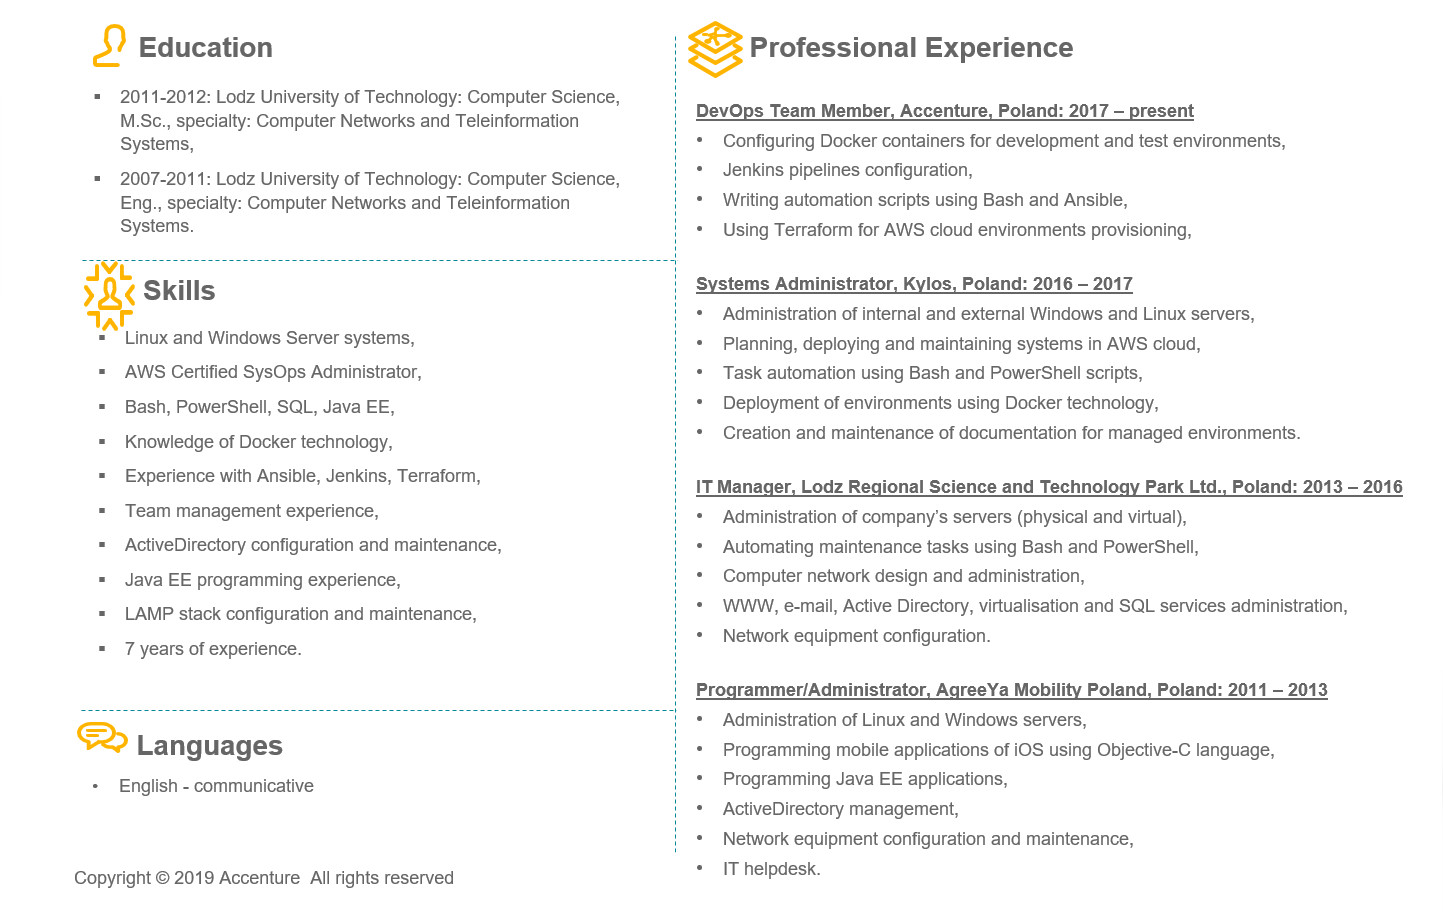 Education
▪ 2011-2012: Lodz University of Technology: Computer Science,
M.Sc., specialty: Computer Networks and Teleinformation
Systems,
▪ 2007-2011: Lodz University of Technology: Computer Science,
Eng., specialty: Computer Networks and Teleinformation
Systems.
Skills
▪ Linux and Windows Server systems,
▪ AWS Certified SysOps Administrator,
▪ Bash, PowerShell, SQL, Java EE,
▪ Knowledge of Docker technology,
▪ Experience with Ansible, Jenkins, Terraform,
▪ Team management experience,
▪ ActiveDirectory configuration and maintenance,
▪ Java EE programming experience,
▪ LAMP stack configuration and maintenance,
▪ 7 years of experience.
Languages
• English - communicative
Copyright © 2019 Accenture  All rights reserved
Professional Experience
DevOps Team Member, Accenture, Poland: 2017 – present
• Configuring Docker containers for development and test environments,
• Jenkins pipelines configuration,
• Writing automation scripts using Bash and Ansible,
• Using Terraform for AWS cloud environments provisioning,
Systems Administrator, Kylos, Poland: 2016 – 2017
• Administration of internal and external Windows and Linux servers,
• Planning, deploying and maintaining systems in AWS cloud,
• Task automation using Bash and PowerShell scripts,
• Deployment of environments using Docker technology,
• Creation and maintenance of documentation for managed environments.
IT Manager, Lodz Regional Science and Technology Park Ltd., Poland: 2013 – 2016
• Administration of company’s servers (physical and virtual),
• Automating maintenance tasks using Bash and PowerShell,
• Computer network design and administration,
• WWW, e-mail, Active Directory, virtualisation and SQL services administration,
• Network equipment configuration.
Programmer/Administrator, AgreeYa Mobility Poland, Poland: 2011 – 2013
• Administration of Linux and Windows servers,
• Programming mobile applications of iOS using Objective-C language,
• Programming Java EE applications,
• ActiveDirectory management,
• Network equipment configuration and maintenance,
• IT helpdesk.